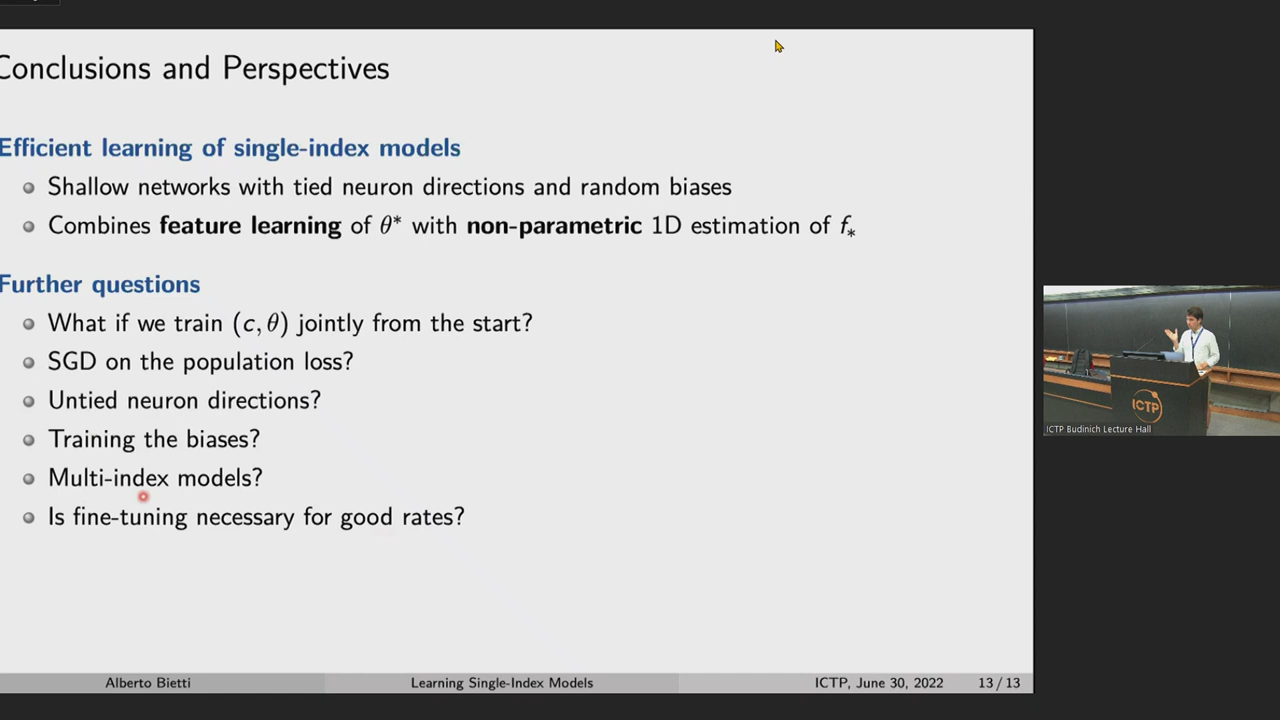 Conclusions and Perspectives
Efficient learning of single-index models
Shallow networks with tied neuron directions and random biases
Combines feature learning of θ* with non-parametric 1D estimation of f*
Further questions
What if we train (c, θ) jointly from the start?
SGD on the population loss?
Untied neuron directions?
Training the biases?
Multi-index models?
Is fine-tuning necessary for good rates?
ICTP
ICTP Budinich Lecture Hall
Alberto Bietti
Learning Single-Index Models
ICTP, June 30, 2022
13 / 13